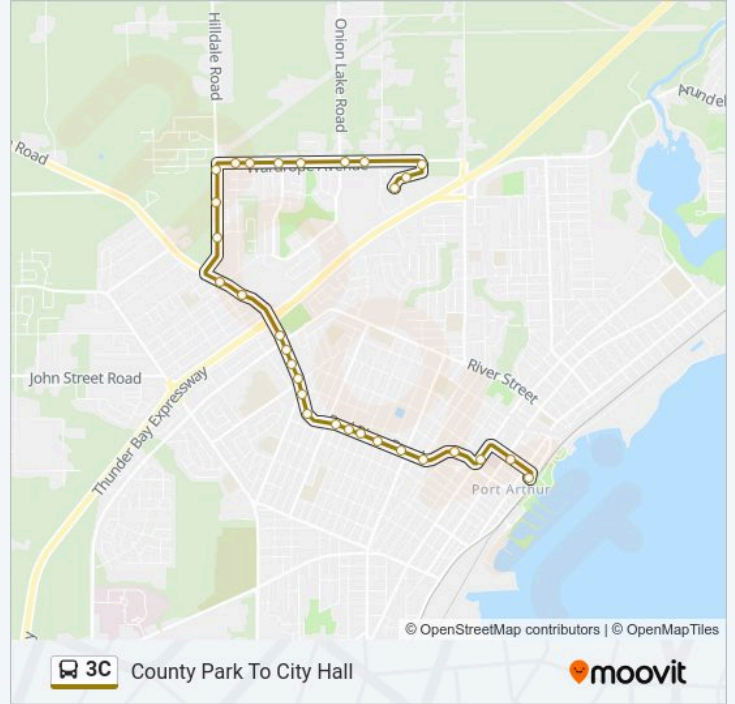 Hilldale Road
Onion Lake Road
Arundel
Road
Wardrope Avenue
River Street
John Street Road
Thunder Bay Expressway
Port Arthur
y
© OpenStreetMap contributors | © OpenMapTiles
3C County Park To City Hall
moovit